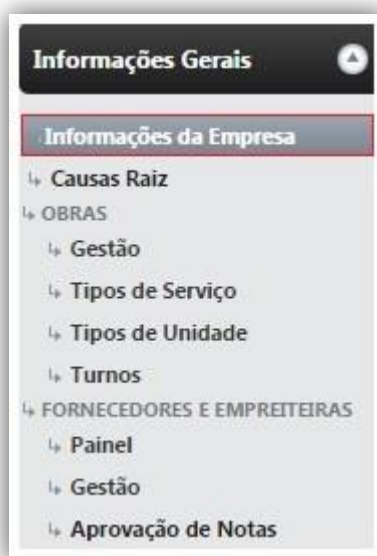 Informações Gerais
Informações da Empresa
Causas Raiz
OBRAS
Gestão
Tipos de Serviço
Tipos de Unidade
Turnos
FORNECEDORES E EMPREITEIRAS
Painel
Gestão
Aprovação de Notas